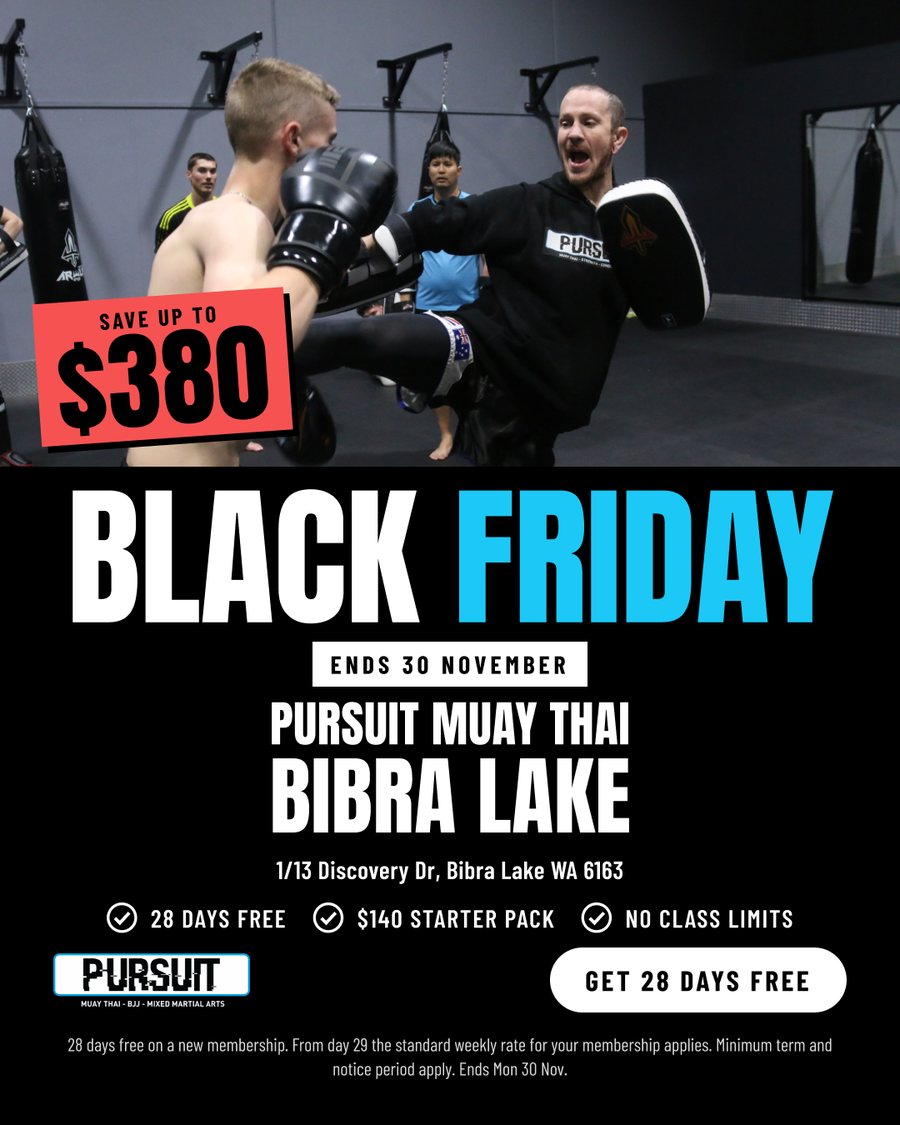 PURS
SAVE UP TO
$380
BLACK FRIDAY
ENDS 30 NOVEMBER
PURSUIT MUAY THAI
BIBRA LAKE
1/13 Discovery Dr, Bibra Lake WA 6163
28 DAYS FREE $140 STARTER PACK NO CLASS LIMITS
PURSUIT
MUAY THAI - BJJ - MIXED MARTIAL ARTS
GET 28 DAYS FREE
28 days free on a new membership. From day 29 the standard weekly rate for your membership applies. Minimum term and
notice period apply. Ends Mon 30 Nov.